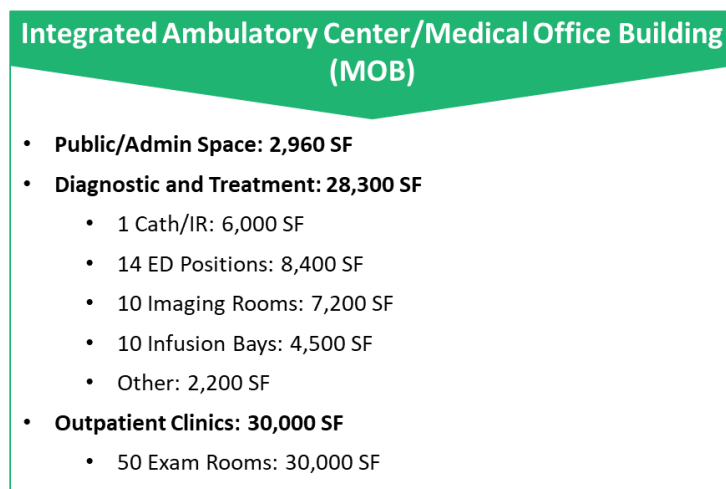 Integrated Ambulatory Center/Medical Office Building
(MOB)
• Public/Admin Space: 2,960 SF
• Diagnostic and Treatment: 28,300 SF
• 1 Cath/IR: 6,000 SF
• 14 ED Positions: 8,400 SF
• 10 Imaging Rooms: 7,200 SF
• 10 Infusion Bays: 4,500 SF
• Other: 2,200 SF
• Outpatient Clinics: 30,000 SF
• 50 Exam Rooms: 30,000 SF